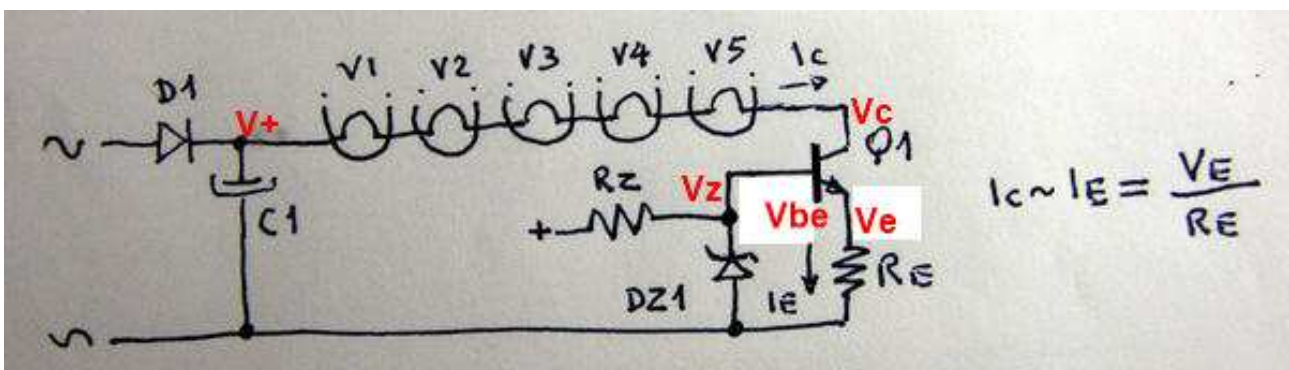 D1
V+
V1
V2
V3
V4
V5
Ic
Vc
Q1
C1
Rz
Vz
+
Vbe
Ve
DZ1
IE
RE
Ic ~ IE = VE
RE